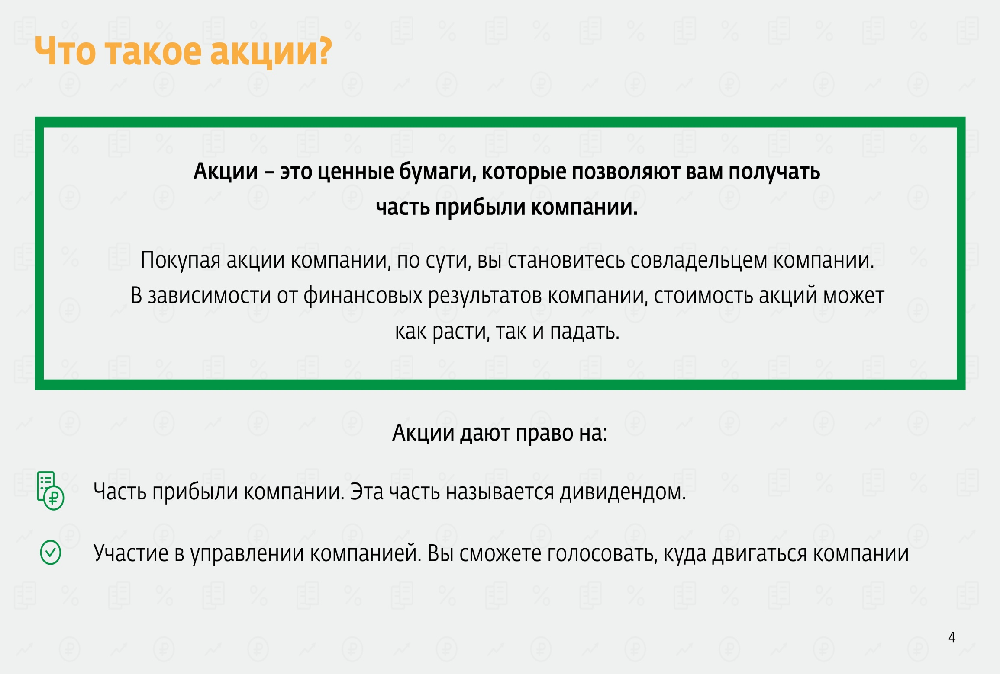 Что такое акции?
Акции – это ценные бумаги, которые позволяют вам получать
часть прибыли компании.
Покупая акции компании, по сути, вы становитесь совладельцем компании.
В зависимости от финансовых результатов компании, стоимость акций может
как расти, так и падать.
Акции дают право на:
Часть прибыли компании. Эта часть называется дивидендом.
Участие в управлении компанией. Вы сможете голосовать, куда двигаться компании
4